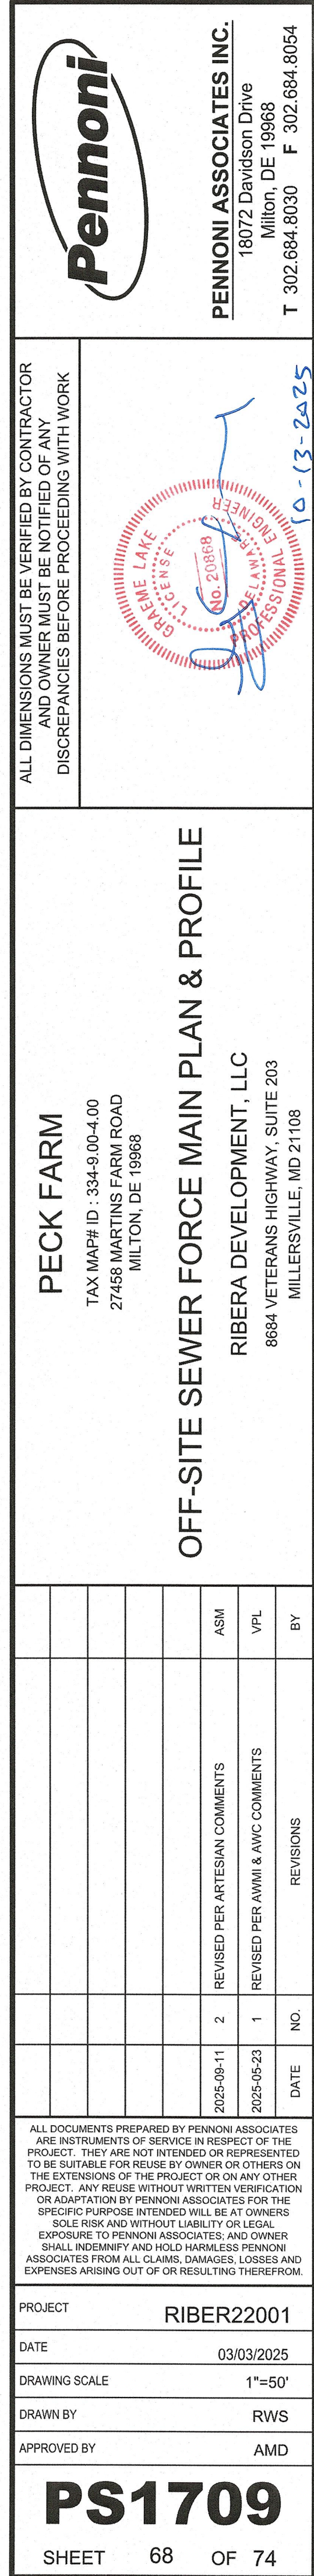 Pennoni
PENNONI ASSOCIATES INC.
18072 Davidson Drive
Milton, DE 19968
T 302.684.8030 F 302.684.8054
ALL DIMENSIONS MUST BE VERIFIED BY CONTRACTOR
AND OWNER MUST BE NOTIFIED OF ANY
DISCREPANCIES BEFORE PROCEEDING WITH WORK
GRAEME LAKE
LICENSE
No. 20868
DELAWARE
PROFESSIONAL ENGINEER
10-13-2025
PECK FARM
TAX MAP# ID : 334-9.00-4.00
27458 MARTINS FARM ROAD
MILTON, DE 19968
OFF-SITE SEWER FORCE MAIN PLAN & PROFILE
RIBERA DEVELOPMENT, LLC
8684 VETERANS HIGHWAY, SUITE 203
MILLERSVILLE, MD 21108
2025-09-11 2 REVISED PER ARTESIAN COMMENTS ASM
2025-05-23 1 REVISED PER AWMI & AWC COMMENTS VPL
DATE NO. REVISIONS BY
ALL DOCUMENTS PREPARED BY PENNONI ASSOCIATES
ARE INSTRUMENTS OF SERVICE IN RESPECT OF THE
PROJECT. THEY ARE NOT INTENDED OR REPRESENTED
TO BE SUITABLE FOR REUSE BY OWNER OR OTHERS ON
THE EXTENSIONS OF THE PROJECT OR ON ANY OTHER
PROJECT. ANY REUSE WITHOUT WRITTEN VERIFICATION
OR ADAPTATION BY PENNONI ASSOCIATES FOR THE
SPECIFIC PURPOSE INTENDED WILL BE AT OWNERS
SOLE RISK AND WITHOUT LIABILITY OR LEGAL
EXPOSURE TO PENNONI ASSOCIATES; AND OWNER
SHALL INDEMNIFY AND HOLD HARMLESS PENNONI
ASSOCIATES FROM ALL CLAIMS, DAMAGES, LOSSES AND
EXPENSES ARISING OUT OF OR RESULTING THEREFROM.
PROJECT RIBER22001
DATE 03/03/2025
DRAWING SCALE 1"=50'
DRAWN BY RWS
APPROVED BY AMD
PS1709
SHEET 68 OF 74